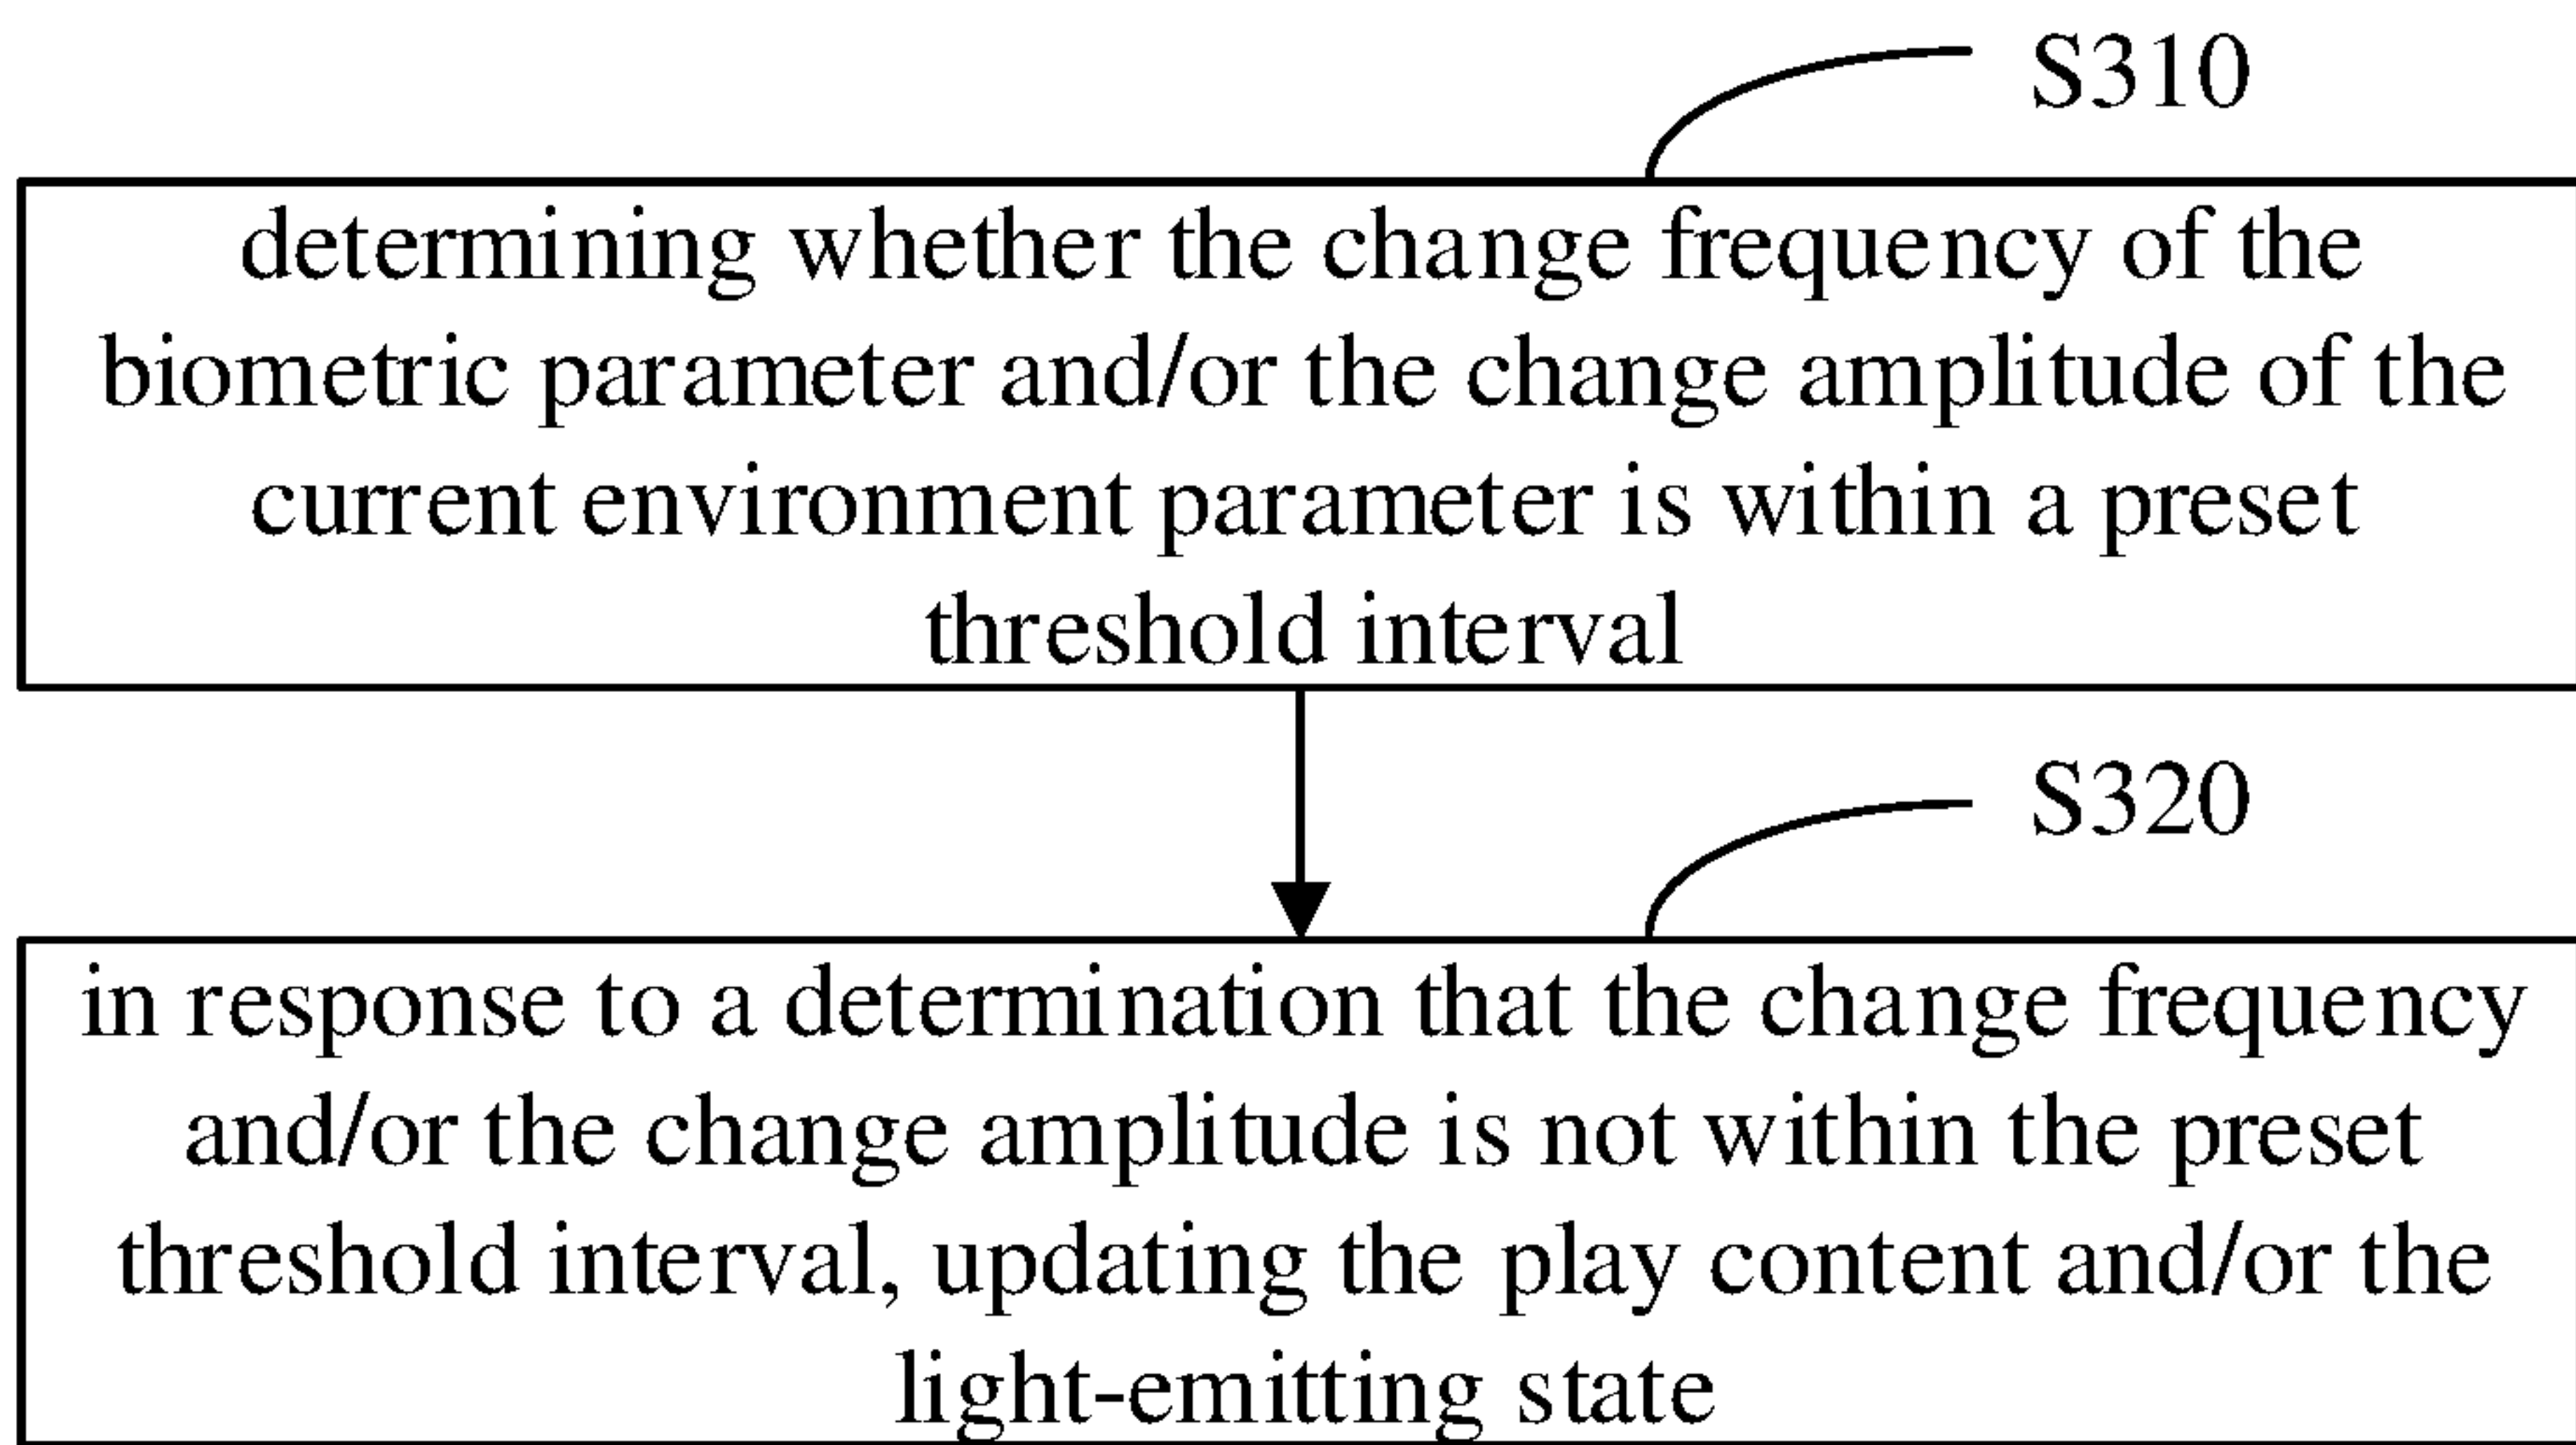 S310
determining whether the change frequency of the
biometric parameter and/or the change amplitude of the
current environment parameter is within a preset
threshold interval
S320
in response to a determination that the change frequency
and/or the change amplitude is not within the preset
threshold interval, updating the play content and/or the
light-emitting state